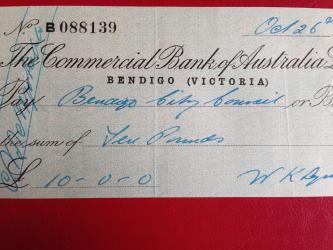 No. B 088139 Oct 26
The Commercial Bank of Australia
BENDIGO (VICTORIA)
Pay Bendigo City Council or
the sum of Ten Pounds
£ 10-0-0 W K